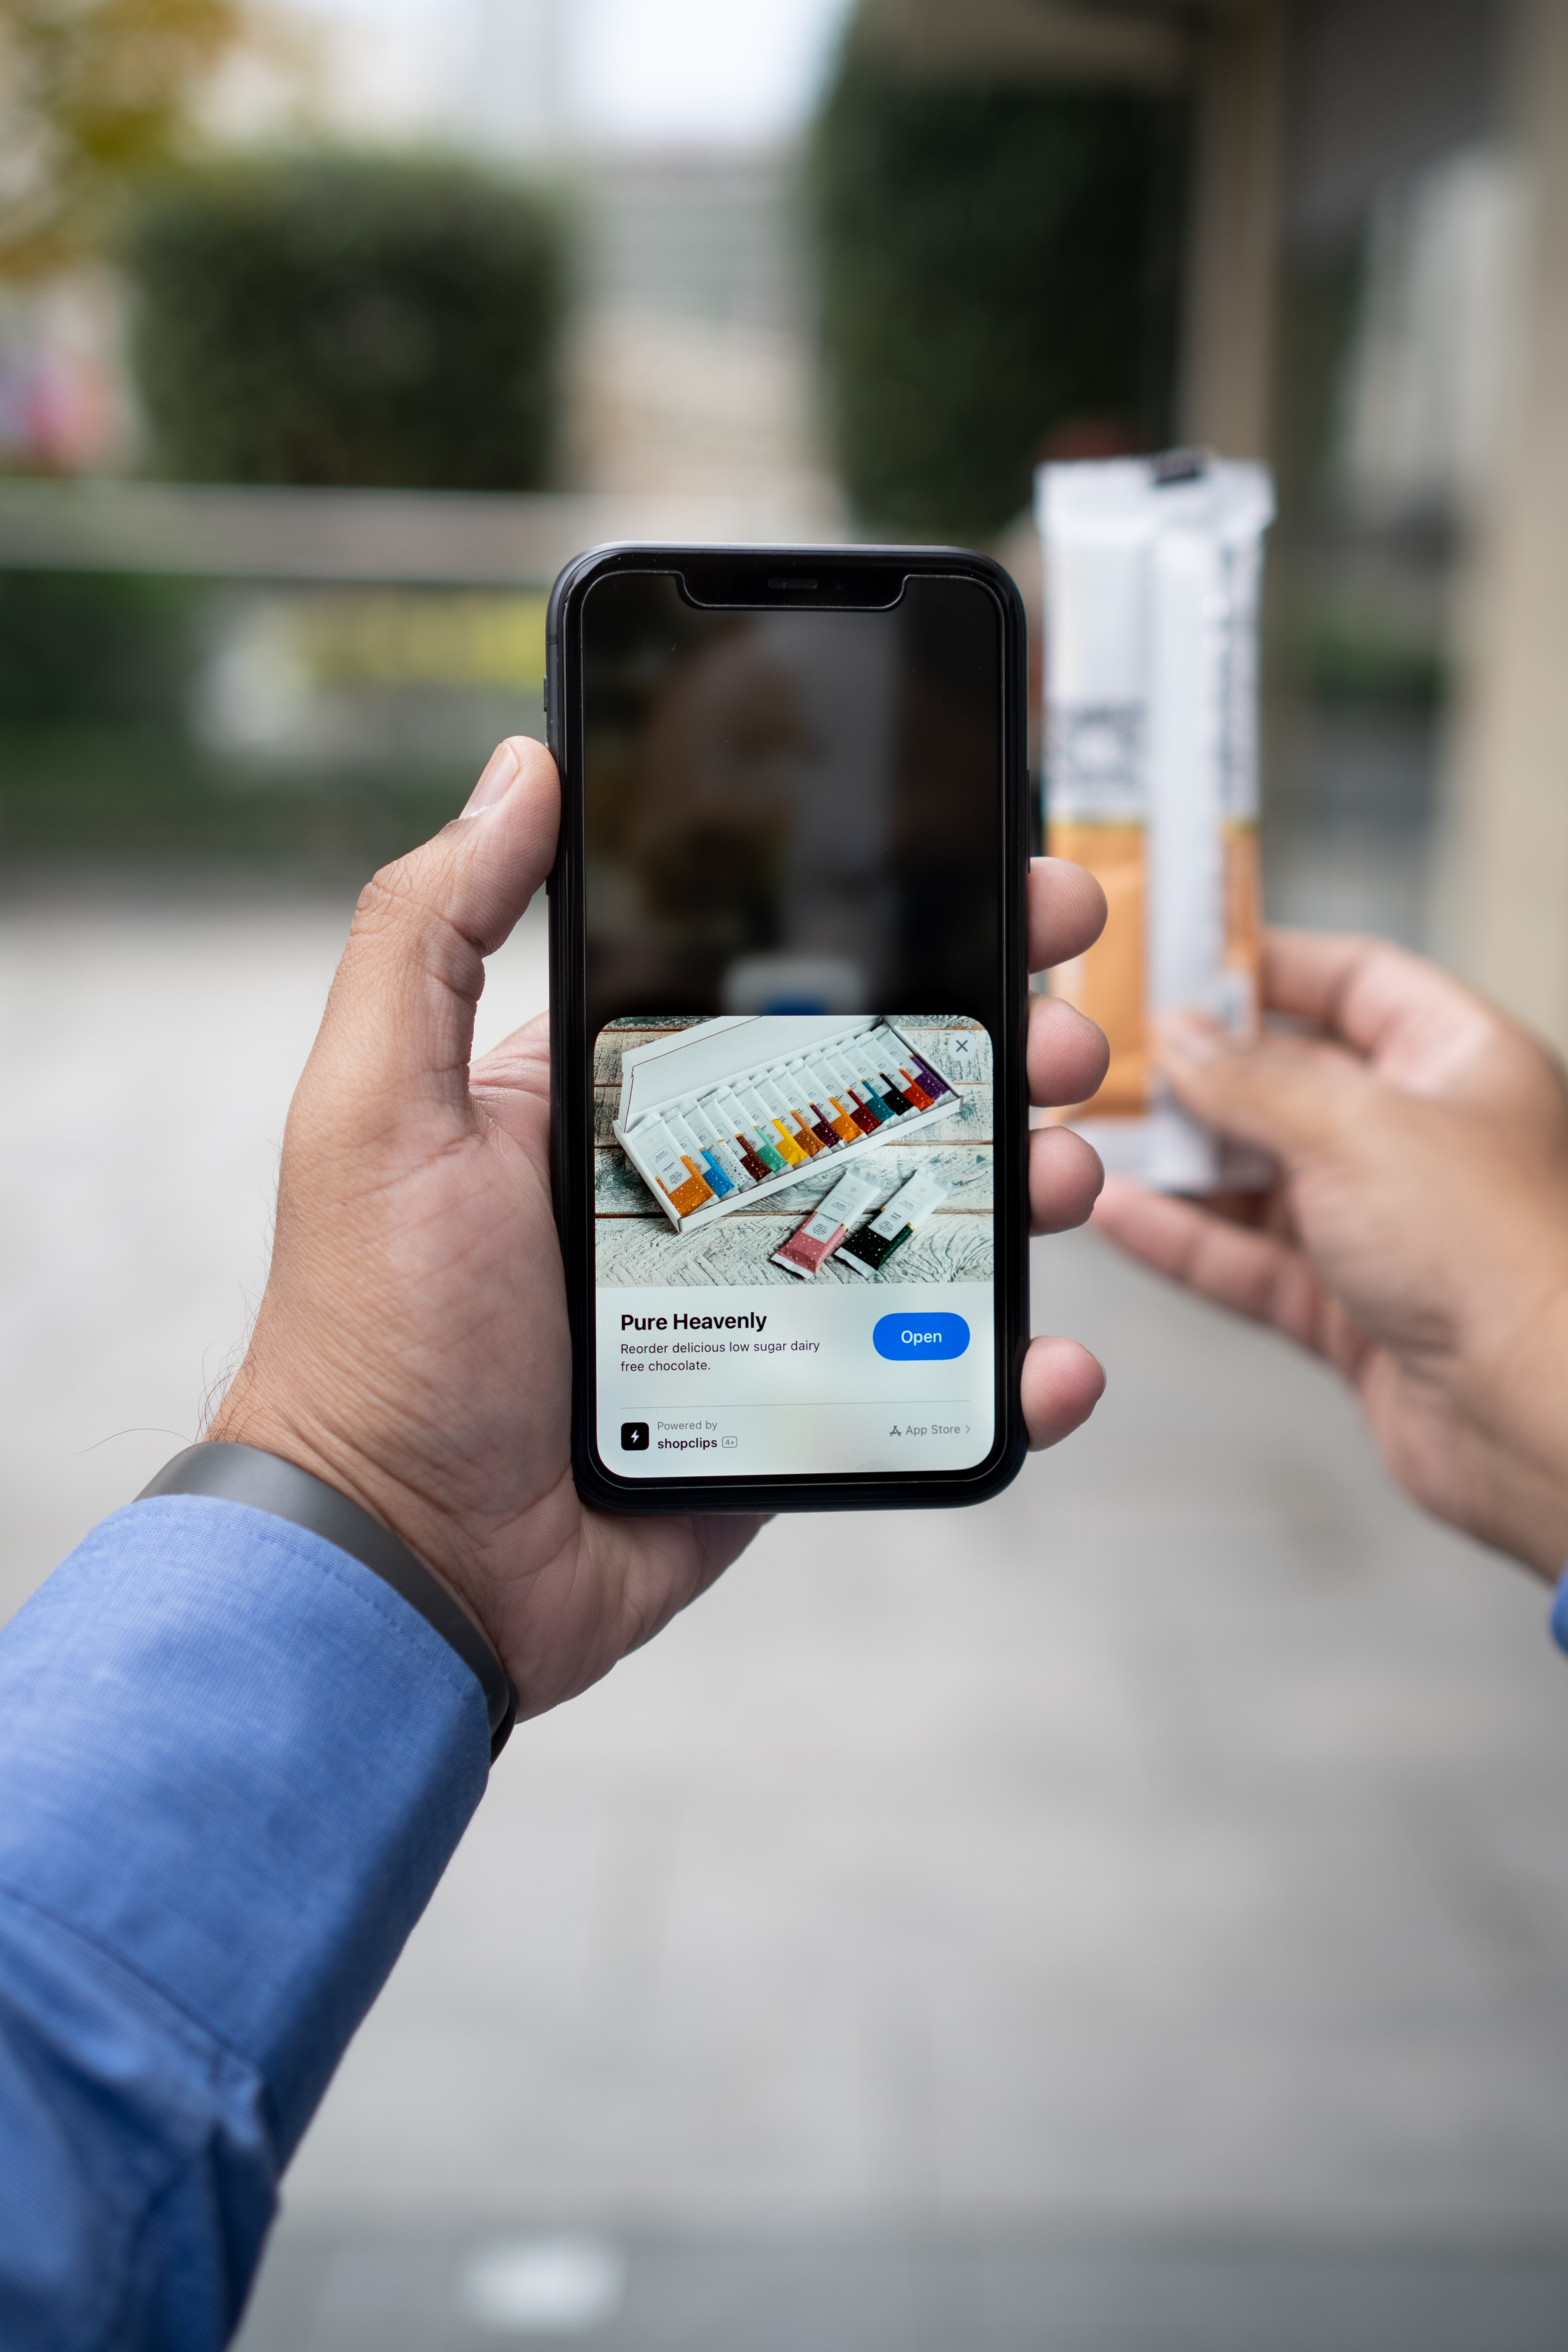 Pure Heavenly
Open
Reorder delicious low sugar dairy
free chocolate.
Powered by
shopclips 4+
App Store >